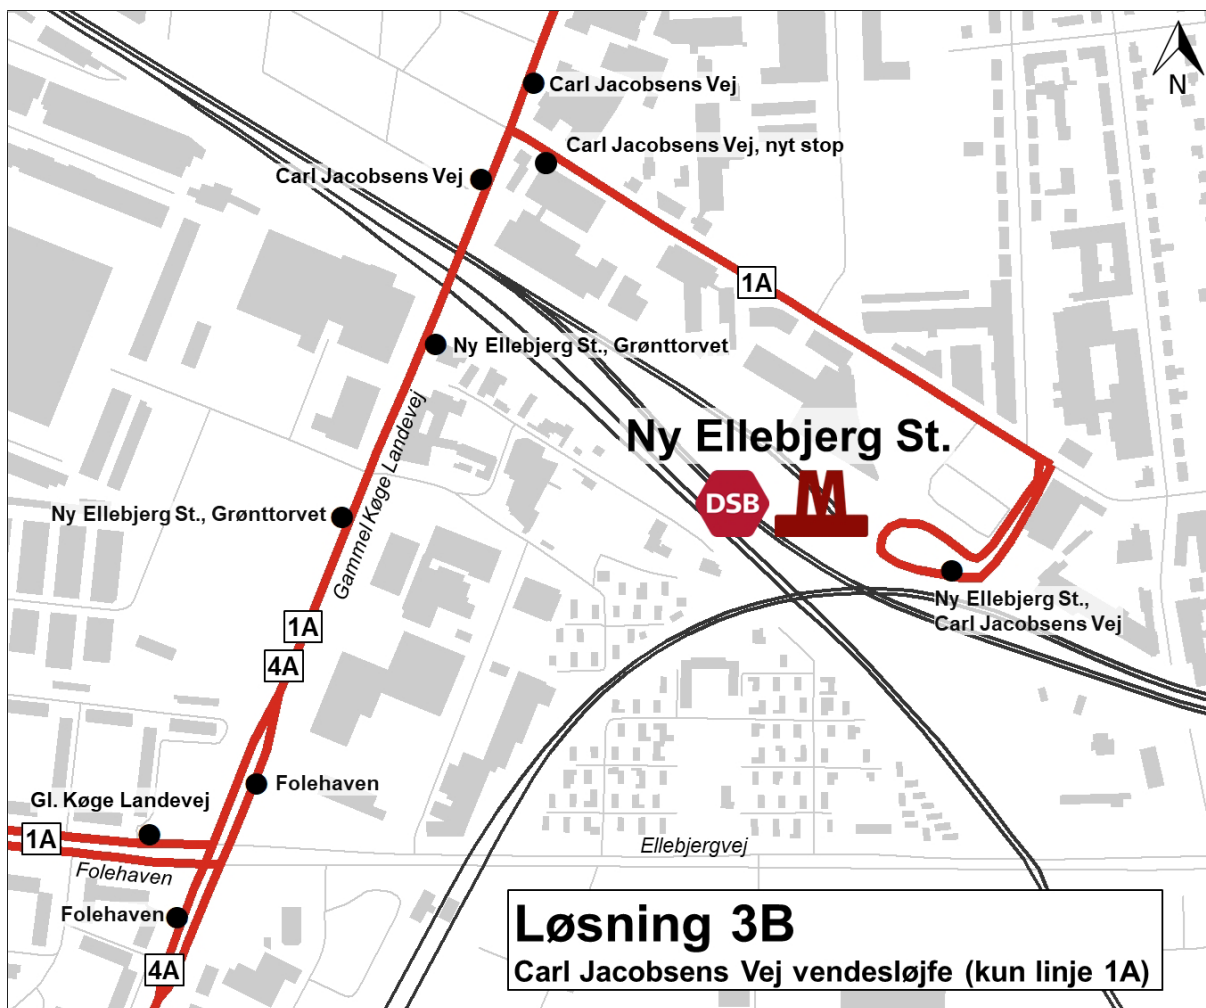 Carl Jacobsens Vej
N
Carl Jacobsens Vej, nyt stop
Carl Jacobsens Vej
1A
Ny Ellebjerg St., Grønttorvet
Gammel Køge Landevej
Ny Ellebjerg St.
DSB
M
Ny Ellebjerg St., Grønttorvet
Ny Ellebjerg St.,
Carl Jacobsens Vej
1A
4A
Folehaven
Gl. Køge Landevej
1A
Ellebjergvej
Folehaven
Folehaven
4A
Løsning 3B
Carl Jacobsens Vej vendesløjfe (kun linje 1A)